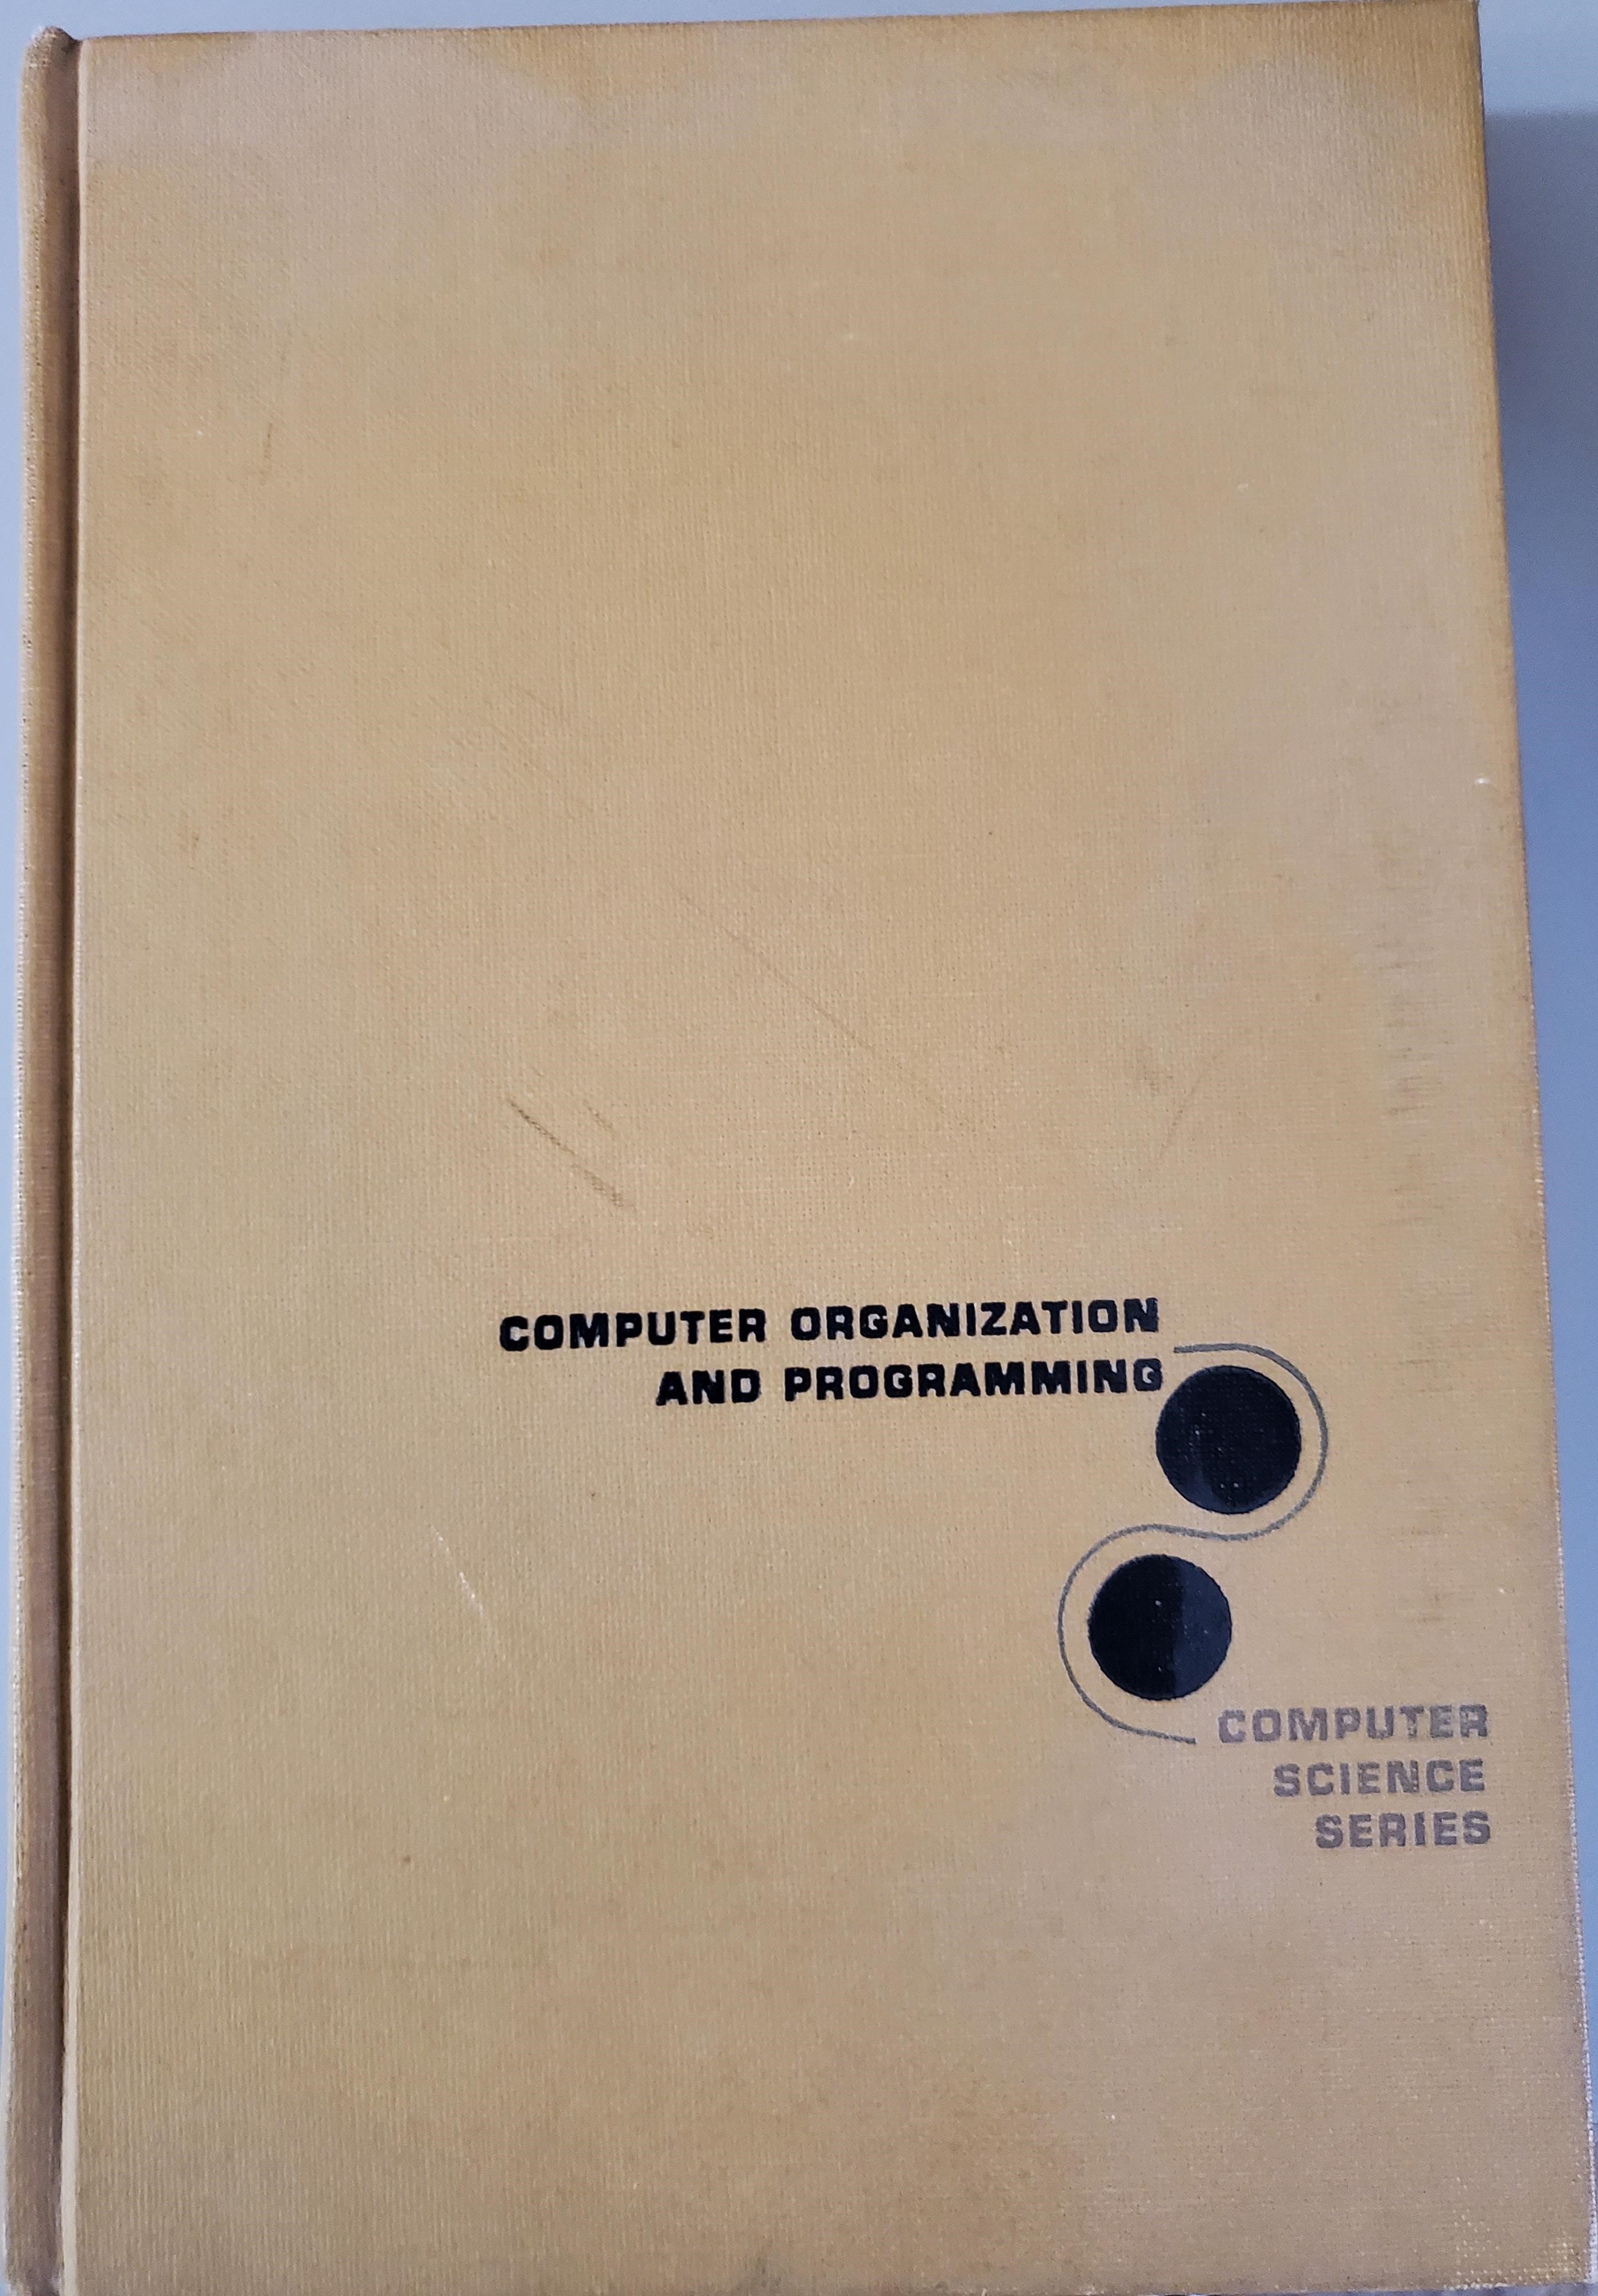 COMPUTER ORGANIZATION
AND PROGRAMMING
COMPUTER
SCIENCE
SERIES